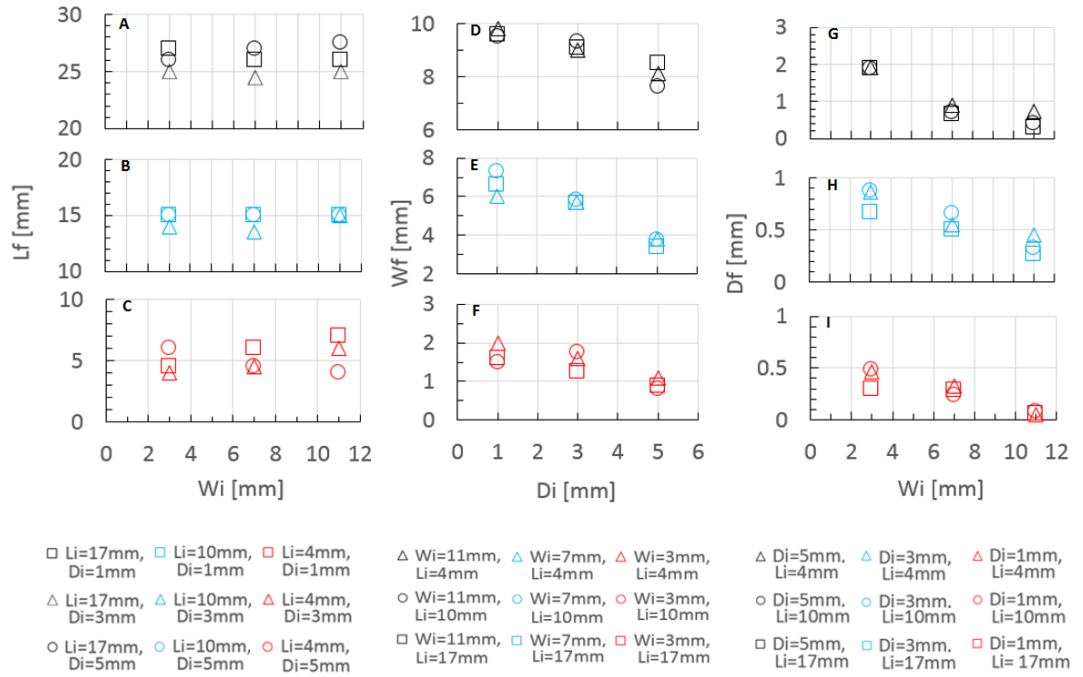 A
30
25
20
B
20
15
10
C
10
5
0
0 2 4 6 8 10 12
Lf [mm]
Wi [mm]
D
10
8
6
E
8
6
4
2
F
3
2
1
0
0 1 2 3 4 5 6
Wf [mm]
Di [mm]
G
3
2
1
0
H
1
0.5
0
I
1
0.5
0
0 2 4 6 8 10 12
Df [mm]
Wi [mm]
Li=17mm, Di=1mm
Li=10mm, Di=1mm
Li=4mm, Di=1mm
Li=17mm, Di=3mm
Li=10mm, Di=3mm
Li=4mm, Di=3mm
Li=17mm, Di=5mm
Li=10mm, Di=5mm
Li=4mm, Di=5mm
Wi=11mm, Li=4mm
Wi=7mm, Li=4mm
Wi=3mm, Li=4mm
Wi=11mm, Li=10mm
Wi=7mm, Li=10mm
Wi=3mm, Li=10mm
Wi=11mm, Li=17mm
Wi=7mm, Li=17mm
Wi=3mm, Li=17mm
Di=5mm. Li=4mm
Di=3mm, Li=4mm
Di=1mm, Li=4mm
Di=5mm, Li=10mm
Di=3mm. Li=10mm
Di=1mm, Li=10mm
Di=5mm, Li=17mm
Di=3mm. Li=17mm
Di=1mm, Li= 17mm